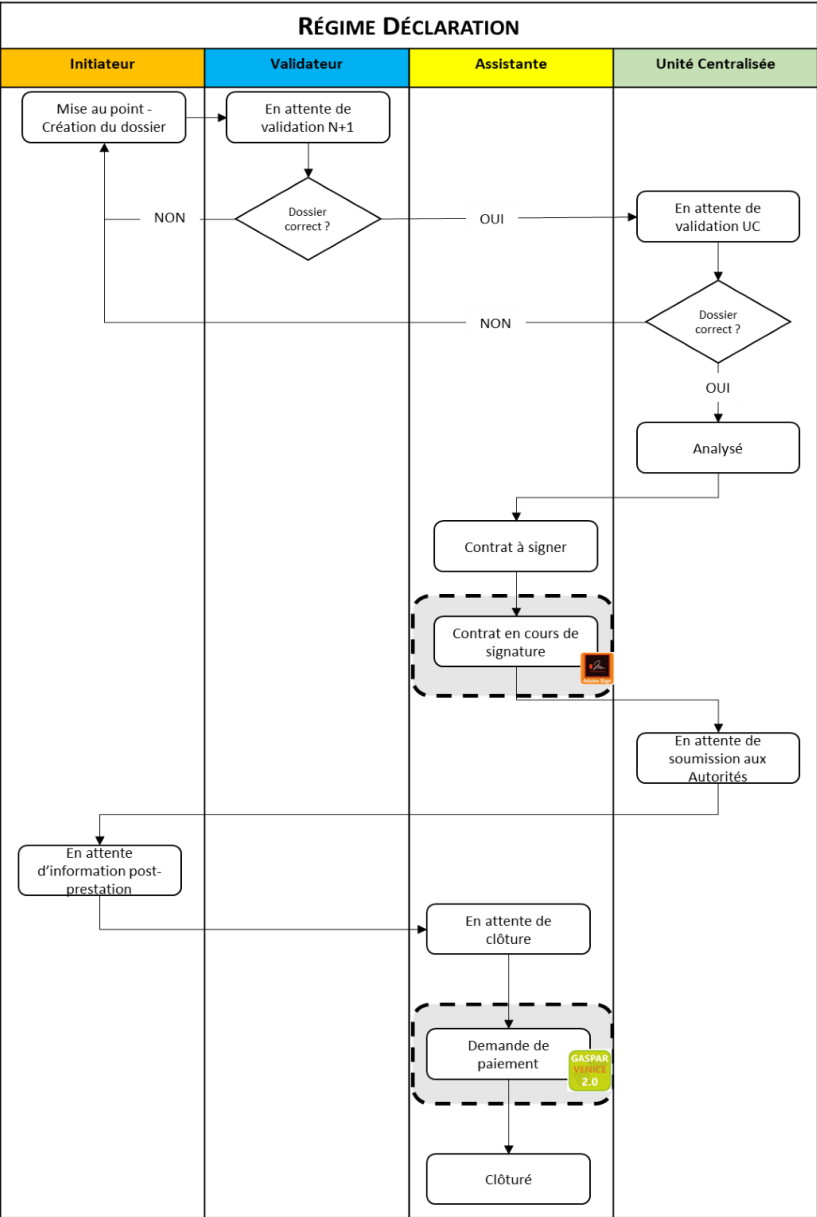 RÉGIME DÉCLARATION
Initiateur
Validateur
Assistante
Unité Centralisée
Mise au point -
Création du dossier
En attente de
validation N+1
Dossier
correct ?
NON
OUI
En attente de
validation UC
Dossier
correct ?
NON
OUI
Analysé
Contrat à signer
Contrat en cours de
signature
Adobe Sign
En attente de
soumission aux
Autorités
En attente
d’information post-
prestation
En attente de
clôture
Demande de
paiement
GASPAR
VENICE
2.0
Clôturé